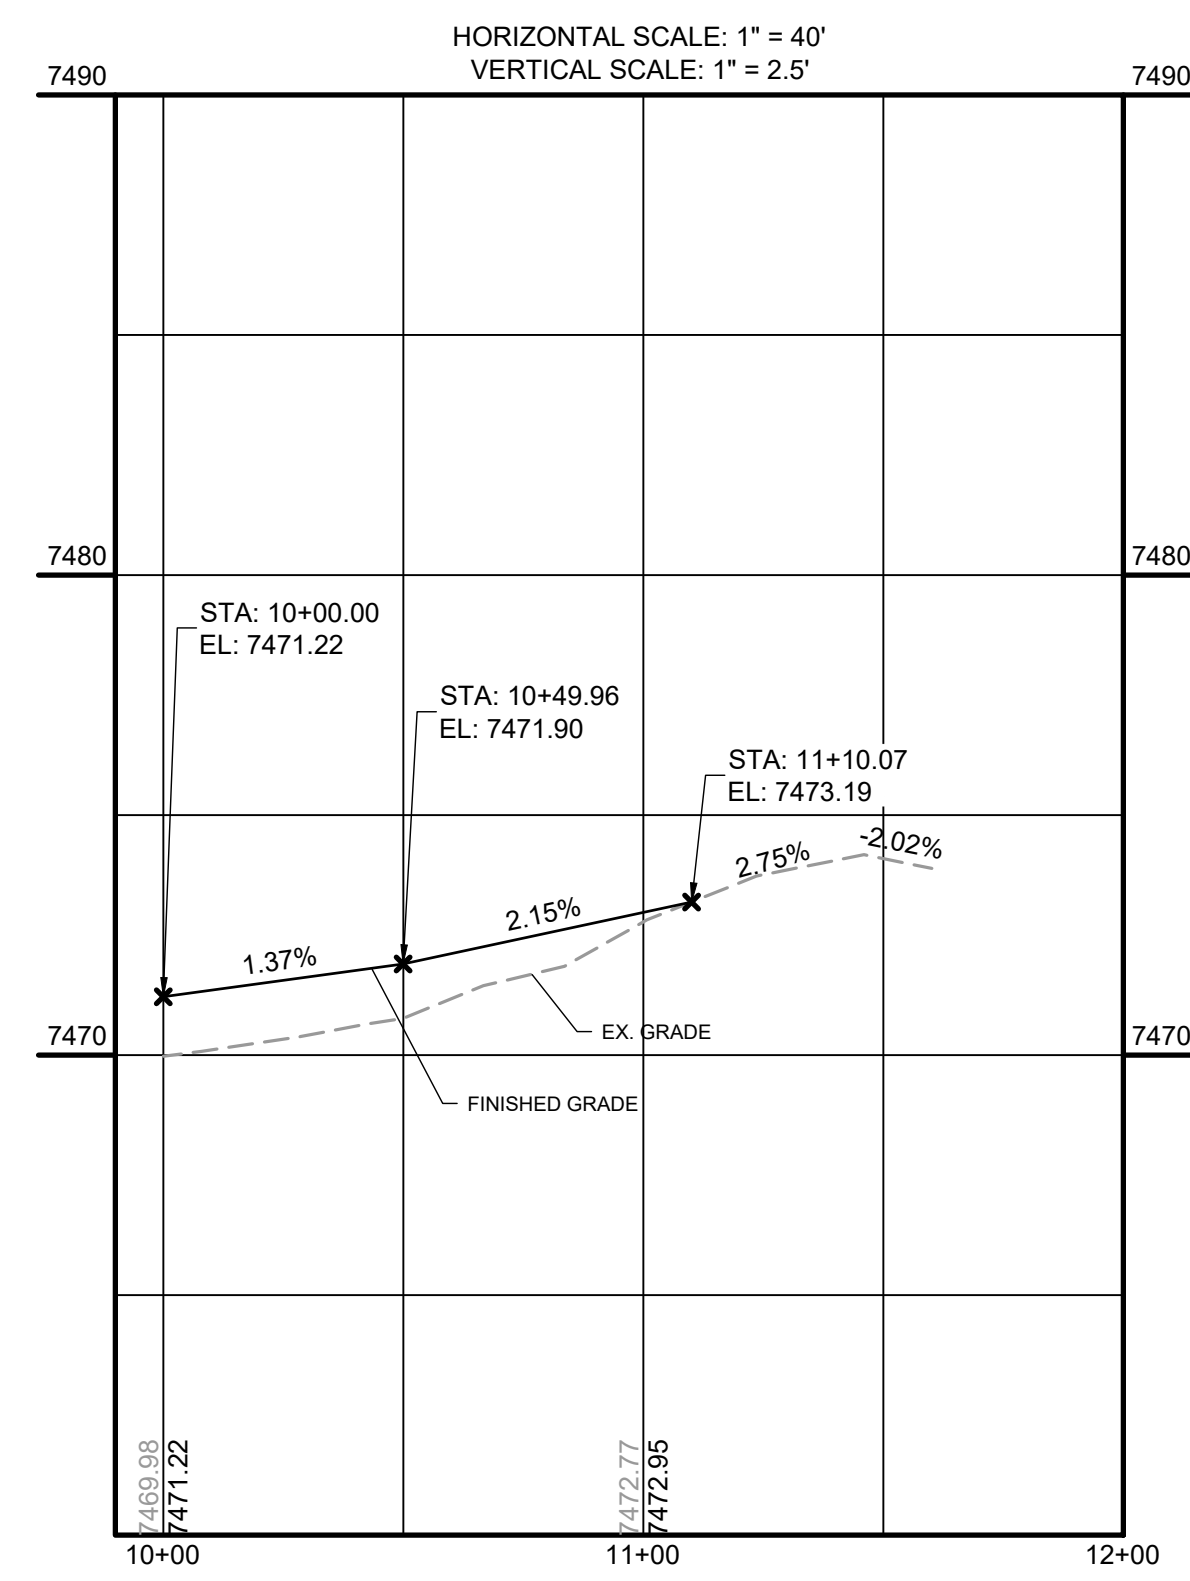 HORIZONTAL SCALE: 1" = 40'
VERTICAL SCALE: 1" = 2.5'
7490
7490
7480
7480
STA: 10+00.00
EL: 7471.22
STA: 10+49.96
EL: 7471.90
STA: 11+10.07
EL: 7473.19
-2.02%
2.75%
2.15%
1.37%
EX. GRADE
7470
7470
FINISHED GRADE
7469.98
7471.22
7472.77
7472.95
10+00
11+00
12+00